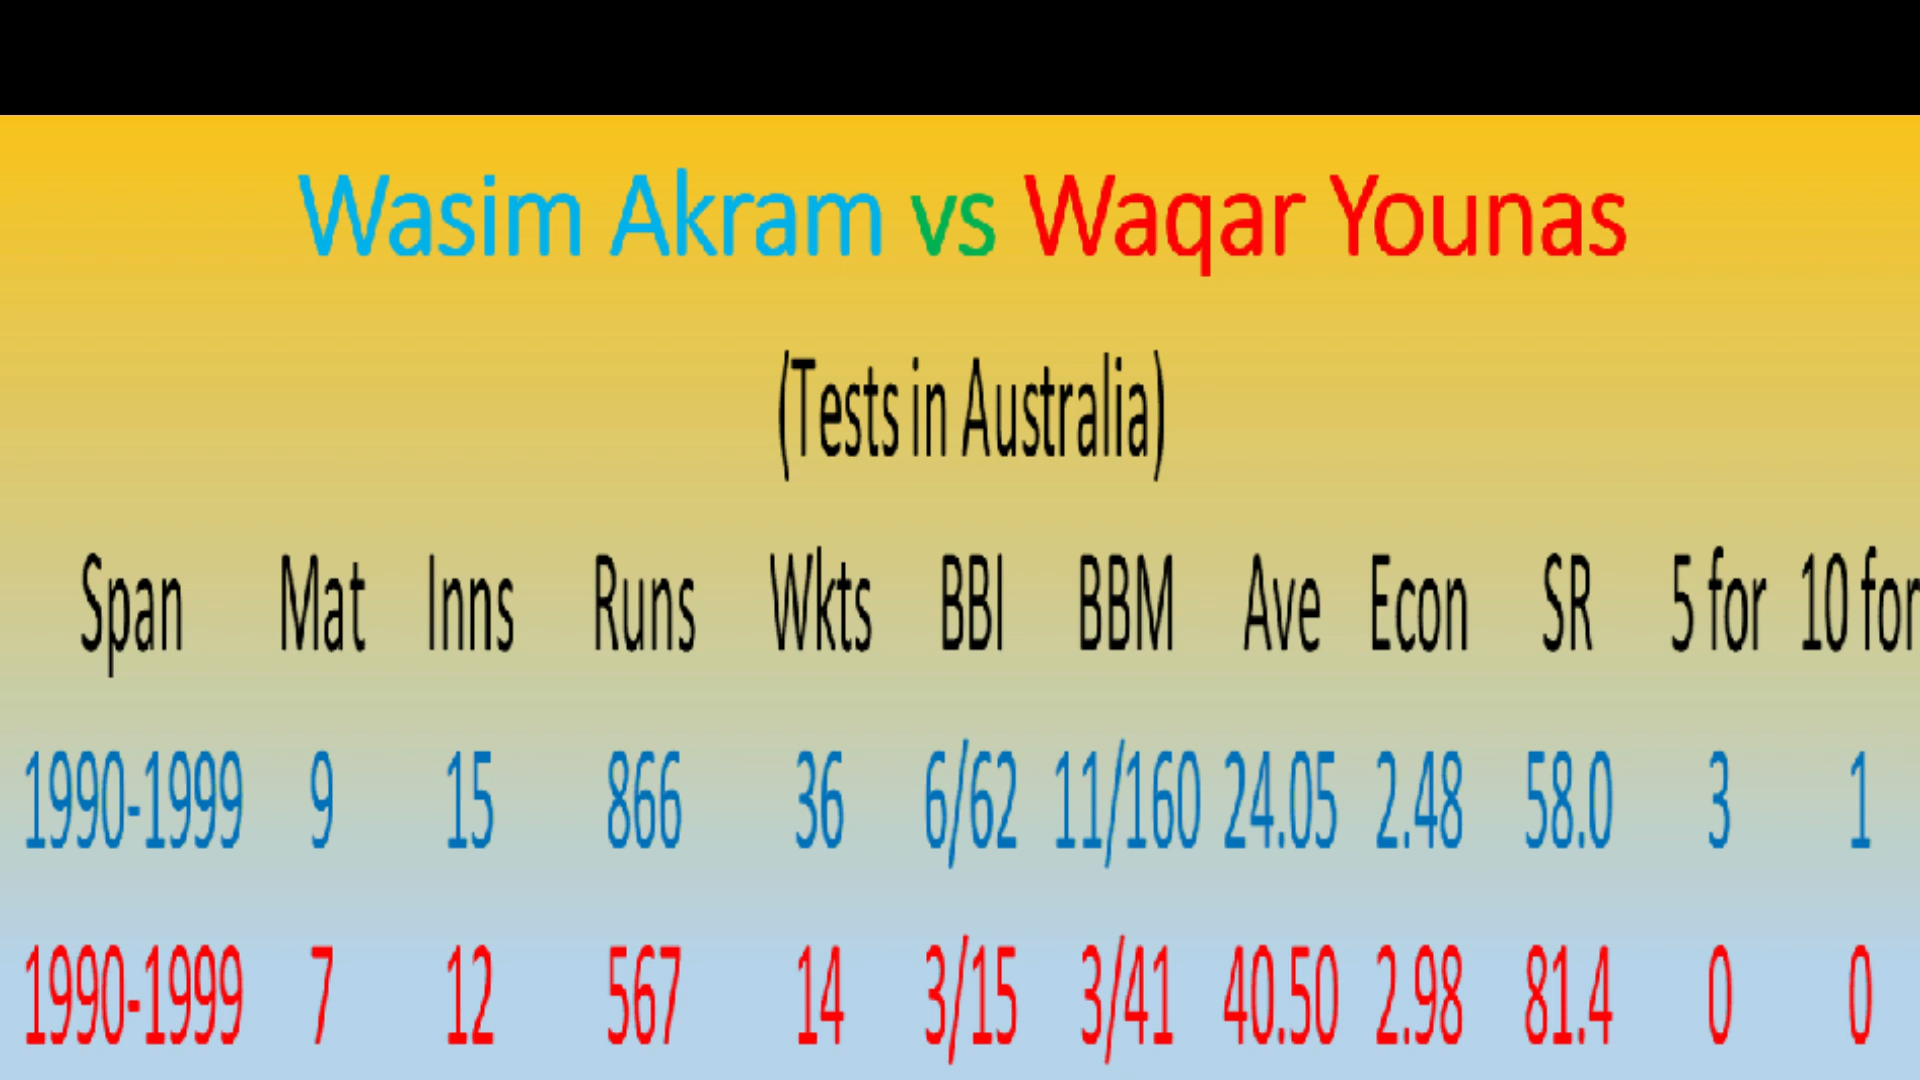 Wasim Akram vs Waqar Younas
(Tests in Australia)
Span Mat Inns Runs Wkts BBI BBM Ave Econ SR 5 for 10 for
1990-1999 9 15 866 36 6/62 11/160 24.05 2.48 58.0 3 1
1990-1999 7 12 567 14 3/15 3/41 40.50 2.98 81.4 0 0